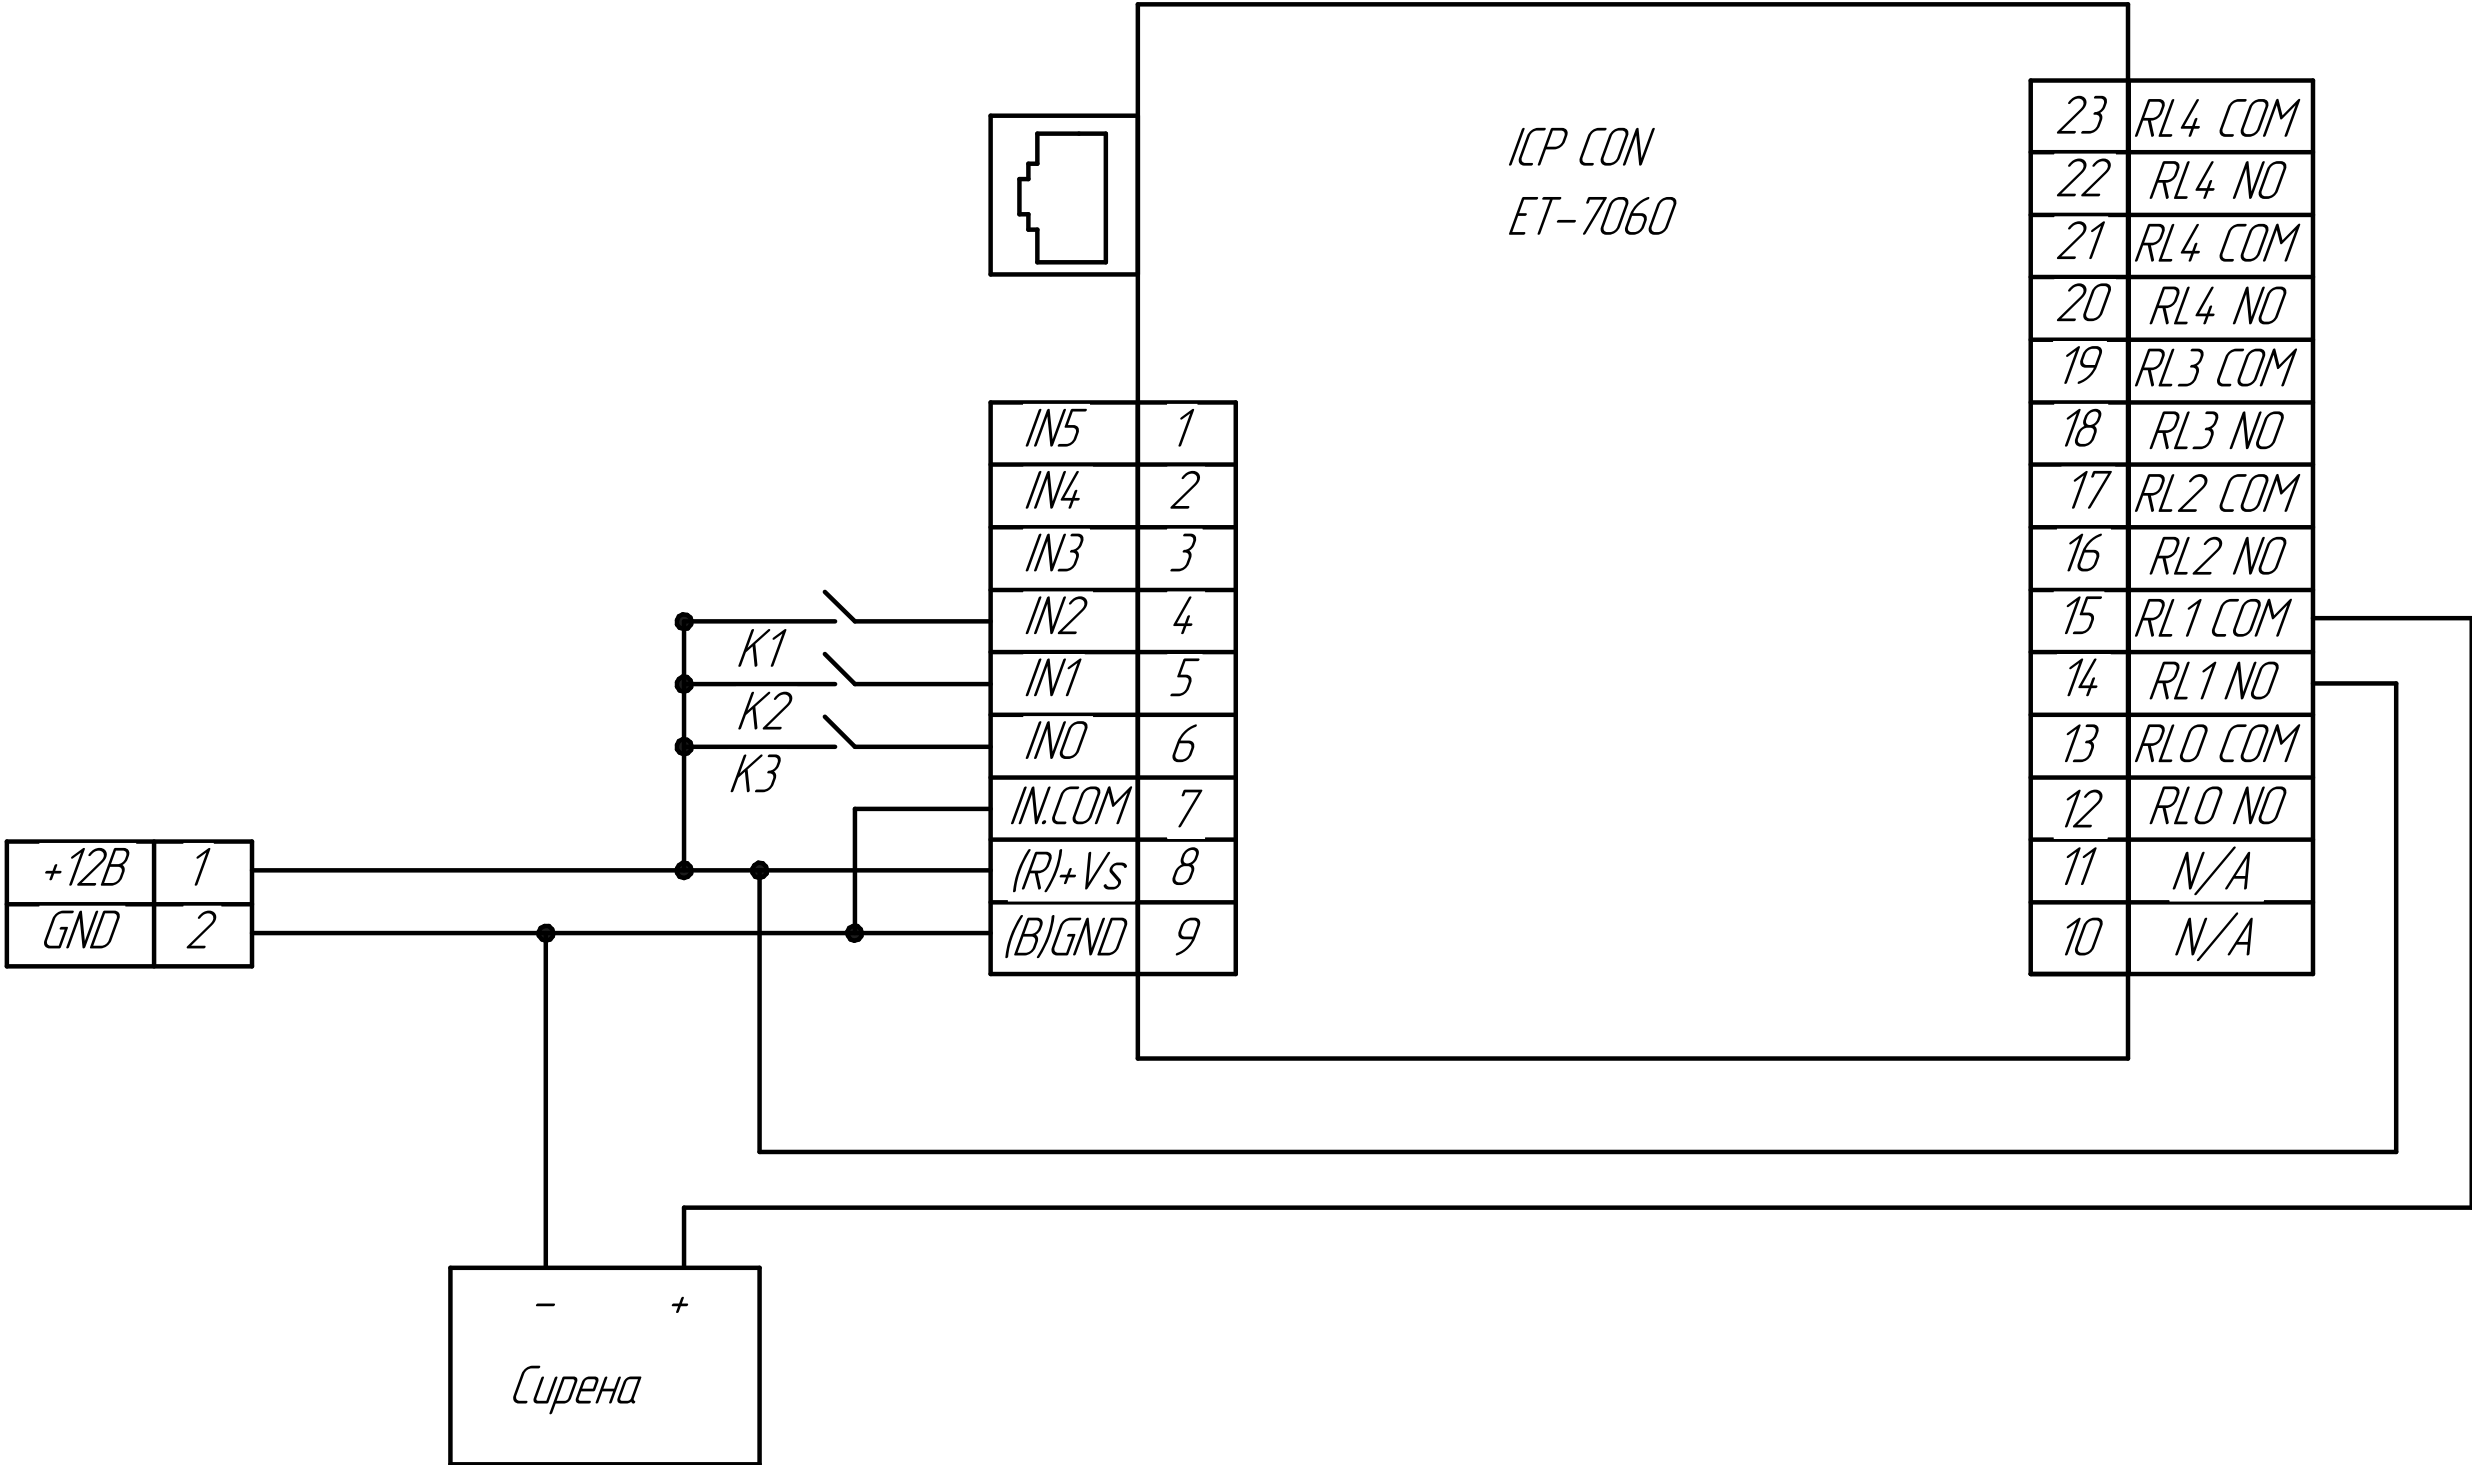 ICP CON
ET-7060
23 RL4 COM
22 RL4 NO
21 RL4 COM
20 RL4 NO
19 RL3 COM
18 RL3 NO
17 RL2 COM
16 RL2 NO
15 RL1 COM
14 RL1 NO
13 RL0 COM
12 RL0 NO
11 N/A
10 N/A
IN5 1
IN4 2
IN3 3
IN2 4
IN1 5
IN0 6
IN.COM 7
(R)+Vs 8
(B)GND 9
K1
K2
K3
+12В 1
GND 2
- +
Сирена